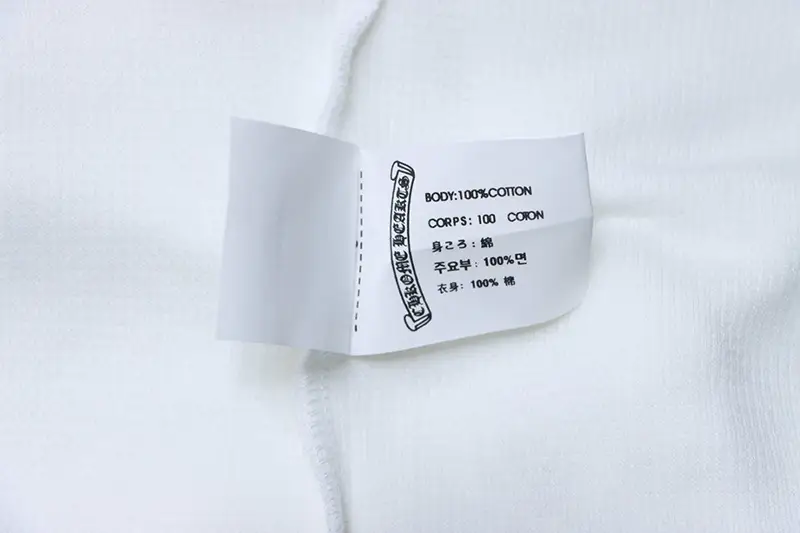 CHROME HEARTS
BODY:100%COTTON
CORPS: 100 COTON
身ころ : 綿
주요부 : 100%면
衣身: 100% 棉